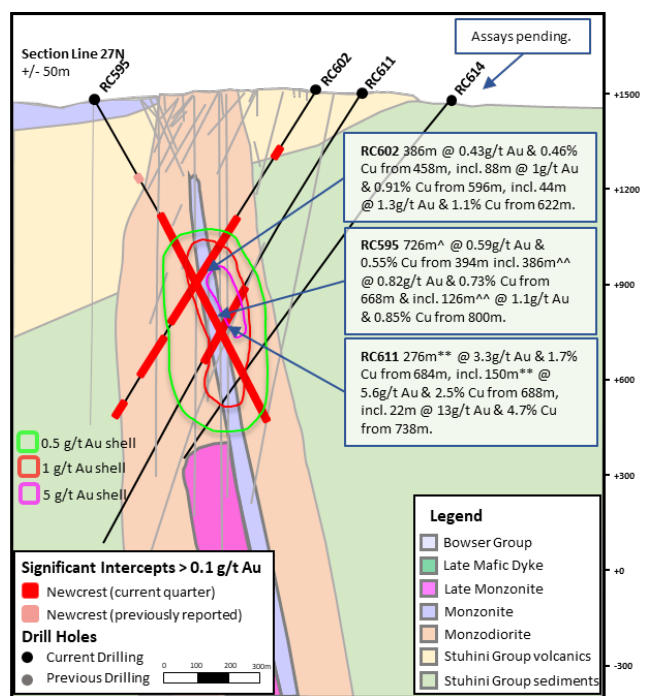 Section Line 27N
+/- 50m
RC595
RC602
RC611
RC614
Assays pending.
+1500
+1200
+900
+600
+300
+0
-300
RC602 386m @ 0.43g/t Au & 0.46%
Cu from 458m, incl. 88m @ 1g/t Au
& 0.91% Cu from 596m, incl. 44m
@ 1.3g/t Au & 1.1% Cu from 622m.
RC595 726m^ @ 0.59g/t Au &
0.55% Cu from 394m incl. 386m^^
@ 0.82g/t Au & 0.73% Cu from
668m & incl. 126m^^ @ 1.1g/t Au
& 0.85% Cu from 800m.
RC611 276m** @ 3.3g/t Au & 1.7%
Cu from 684m, incl. 150m** @
5.6g/t Au & 2.5% Cu from 688m,
incl. 22m @ 13g/t Au & 4.7% Cu
from 738m.
0.5 g/t Au shell
1 g/t Au shell
5 g/t Au shell
Significant Intercepts > 0.1 g/t Au
Newcrest (current quarter)
Newcrest (previously reported)
Drill Holes
Current Drilling
Previous Drilling
0 100 200 300m
Legend
Bowser Group
Late Mafic Dyke
Late Monzonite
Monzonite
Monzodiorite
Stuhini Group volcanics
Stuhini Group sediments